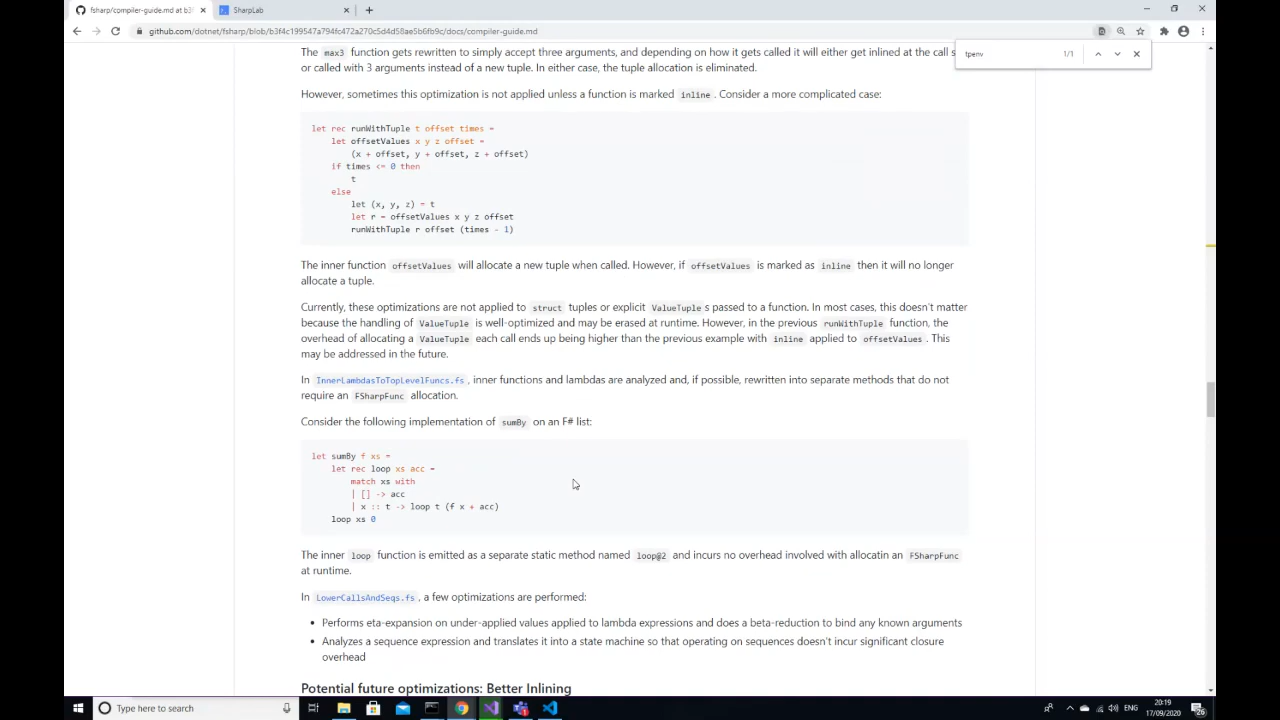 fsharp/compiler-guide.md at b3f
SharpLab
github.com/dotnet/fsharp/blob/b3f4c199547a794fc472a270c5d4d58ae5b6fb9c/docs/compiler-guide.md
tpenv 1/1
The max3 function gets rewritten to simply accept three arguments, and depending on how it gets called it will either get inlined at the call s
or called with 3 arguments instead of a new tuple. In either case, the tuple allocation is eliminated.
However, sometimes this optimization is not applied unless a function is marked inline . Consider a more complicated case:
let rec runWithTuple t offset times =
let offsetValues x y z offset =
(x + offset, y + offset, z + offset)
if times <= 0 then
t
else
let (x, y, z) = t
let r = offsetValues x y z offset
runWithTuple r offset (times - 1)
The inner function offsetValues will allocate a new tuple when called. However, if offsetValues is marked as inline then it will no longer
allocate a tuple.
Currently, these optimizations are not applied to struct tuples or explicit ValueTuple s passed to a function. In most cases, this doesn't matter
because the handling of ValueTuple is well-optimized and may be erased at runtime. However, in the previous runWithTuple function, the
overhead of allocating a ValueTuple each call ends up being higher than the previous example with inline applied to offsetValues . This
may be addressed in the future.
In InnerLambdasToTopLevelFuncs.fs , inner functions and lambdas are analyzed and, if possible, rewritten into separate methods that do not
require an FSharpFunc allocation.
Consider the following implementation of sumBy on an F# list:
let sumBy f xs =
let rec loop xs acc =
match xs with
| [] -> acc
| x :: t -> loop t (f x + acc)
loop xs 0
The inner loop function is emitted as a separate static method named loop@2 and incurs no overhead involved with allocatin an FSharpFunc
at runtime.
In LowerCallsAndSeqs.fs , a few optimizations are performed:
• Performs eta-expansion on under-applied values applied to lambda expressions and does a beta-reduction to bind any known arguments
• Analyzes a sequence expression and translates it into a state machine so that operating on sequences doesn't incur significant closure
overhead
Potential future optimizations: Better Inlining
Type here to search
ENG
20:19
17/09/2020
26